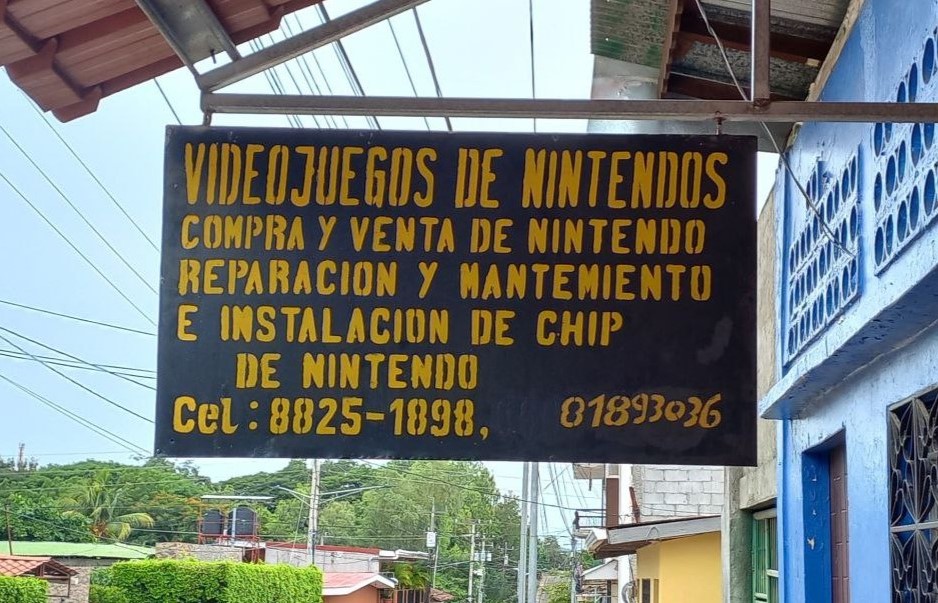 VIDEOJUEGOS DE NINTENDOS
COMPRA Y VENTA DE NINTENDO
REPARACION Y MANTEMIENTO
E INSTALACION DE CHIP
DE NINTENDO
Cel: 8825-1898, 81893036